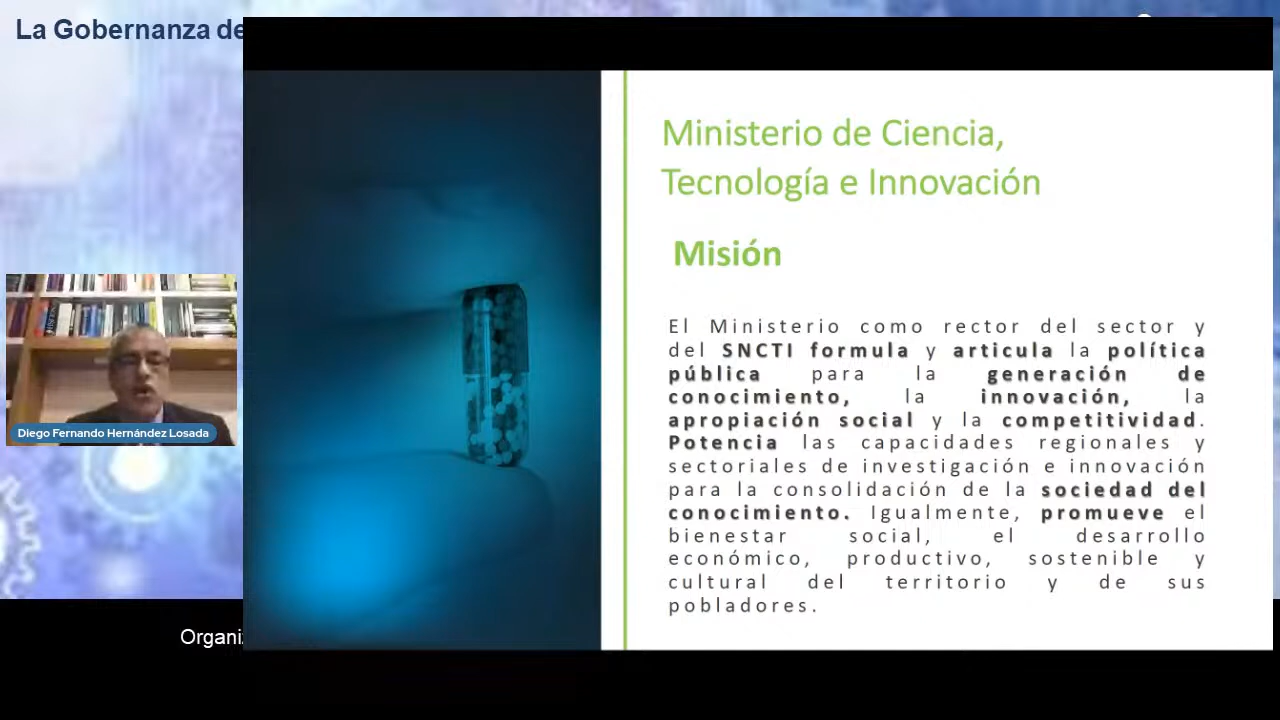 La Gobernanza de
Ministerio de Ciencia,
Tecnología e Innovación
Misión
El Ministerio como rector del sector y
del SNCTI formula y articula la política
pública para la generación de
conocimiento, la innovación, la
apropiación social y la competitividad.
Potencia las capacidades regionales y
sectoriales de investigación e innovación
para la consolidación de la sociedad del
conocimiento. Igualmente, promueve el
bienestar social, el desarrollo
económico, productivo, sostenible y
cultural del territorio y de sus
pobladores.
Diego Fernando Hernández Losada
Organi